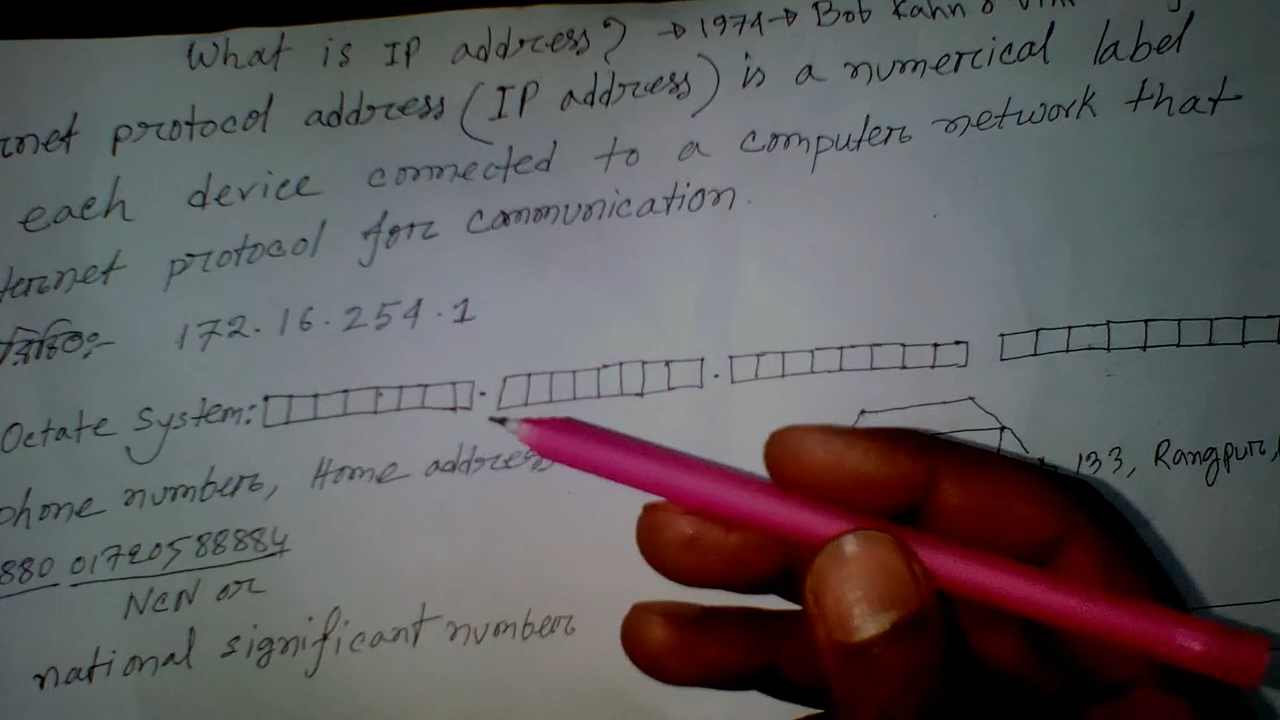 What is IP address? → 1974 → Bob Kahn &
rnet protocol address (IP address) is a numerical label
each device connected to a computer network that
ternet protocol for communication.
172.16.254.1
Octate System:
133, Rangpur,
phone number, Home address
880 01720588884
NCN or
national significant number